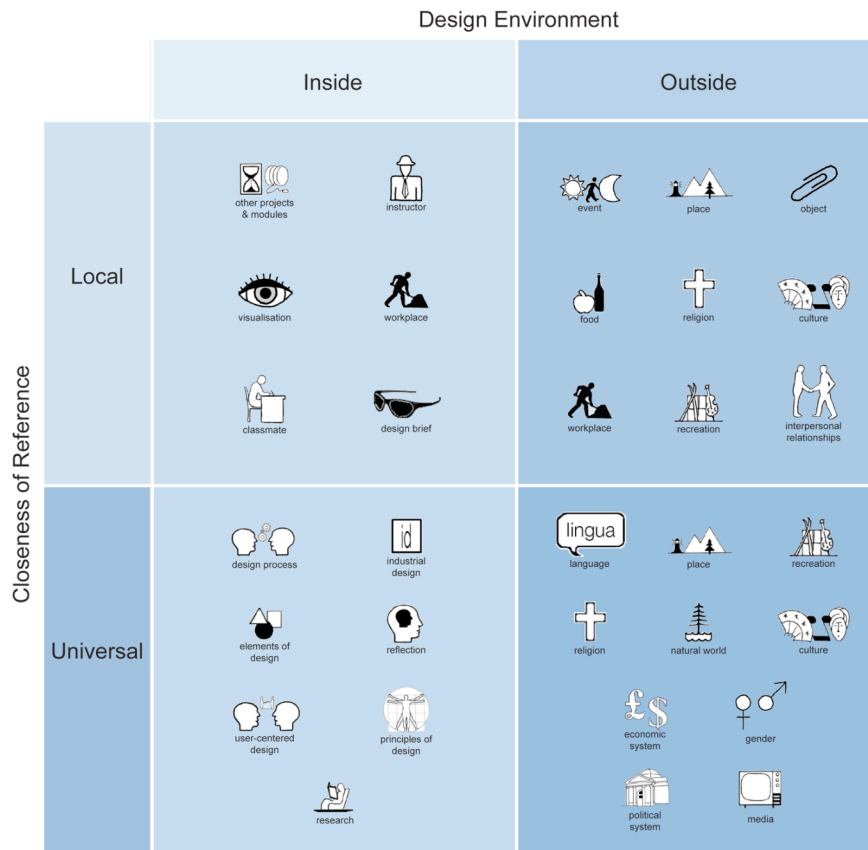 Design Environment
Inside
Outside
Closeness of Reference
Local
other projects
& modules
instructor
event
place
object
visualisation
workplace
food
religion
culture
classmate
design brief
workplace
recreation
interpersonal
relationships
Universal
design process
industrial
design
id
lingua
language
place
recreation
elements of
design
reflection
religion
natural world
culture
user-centered
design
principles of
design
£$
economic
system
gender
research
political
system
media